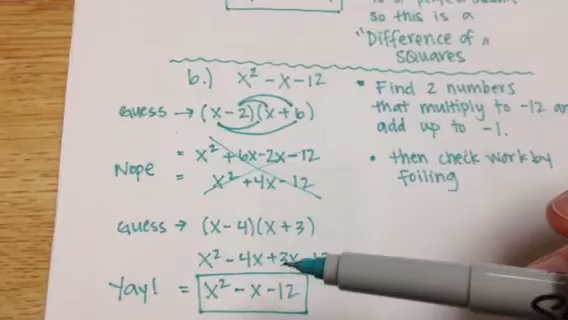 so this is a
"Difference of"
squares
b.) x² - x - 12
Guess → (x - 2)(x + 6)
= x² + 6x - 2x - 12
Nope = x² + 4x - 12
Guess → (x - 4)(x + 3)
x² - 4x + 3x
Yay! = x² - x - 12
• Find 2 numbers
that multiply to -12
add up to -1.
• then check work by
foiling